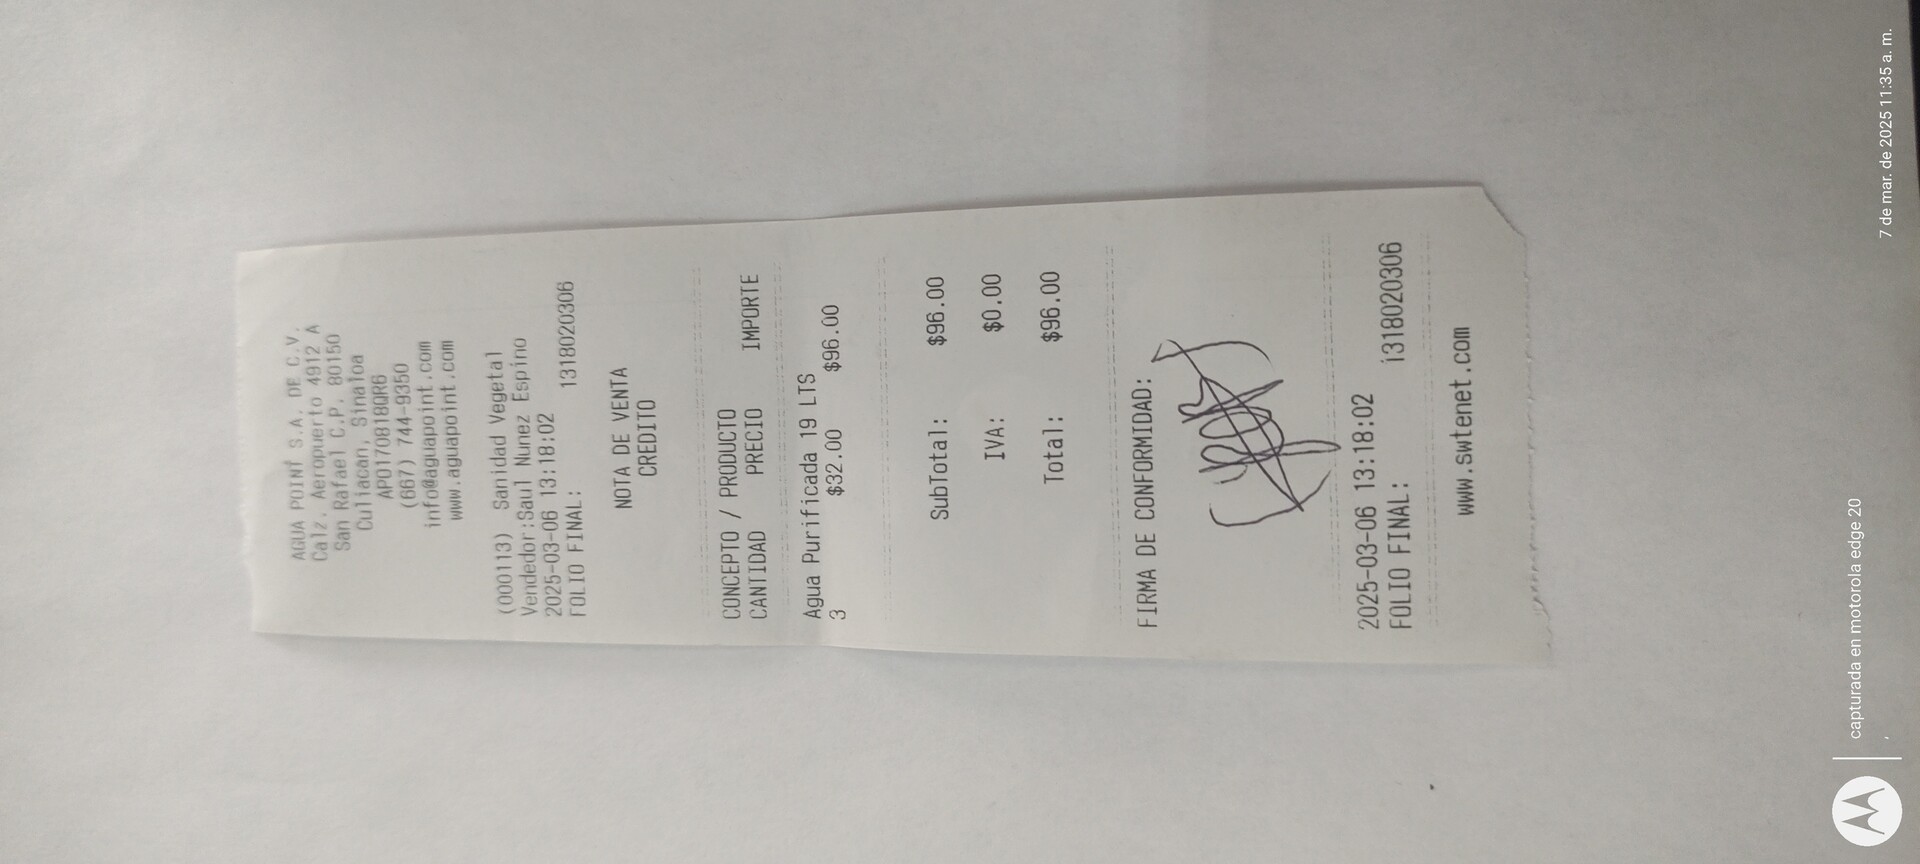 AGUA POINT S.A. DE C.V.
Calz. Aeropuerto 4912 A
San Rafael C.P. 80150
Culiacan, Sinaloa
APO170818QR6
(667) 744-9350
info@aguapoint.com
www.aguapoint.com
(000113) Sanidad Vegetal
Vendedor:Saul Nunez Espino
2025-03-06 13:18:02
FOLIO FINAL: 1318020306
NOTA DE VENTA
CREDITO
CONCEPTO / PRODUCTO
CANTIDAD PRECIO IMPORTE
Agua Purificada 19 LTS
3 $32.00 $96.00
SubTotal: $96.00
IVA: $0.00
Total: $96.00
FIRMA DE CONFORMIDAD:
2025-03-06 13:18:02
FOLIO FINAL: 1318020306
www.swtenet.com
capturada en motorola edge 20
,
7 de mar. de 2025 11:35 a. m.